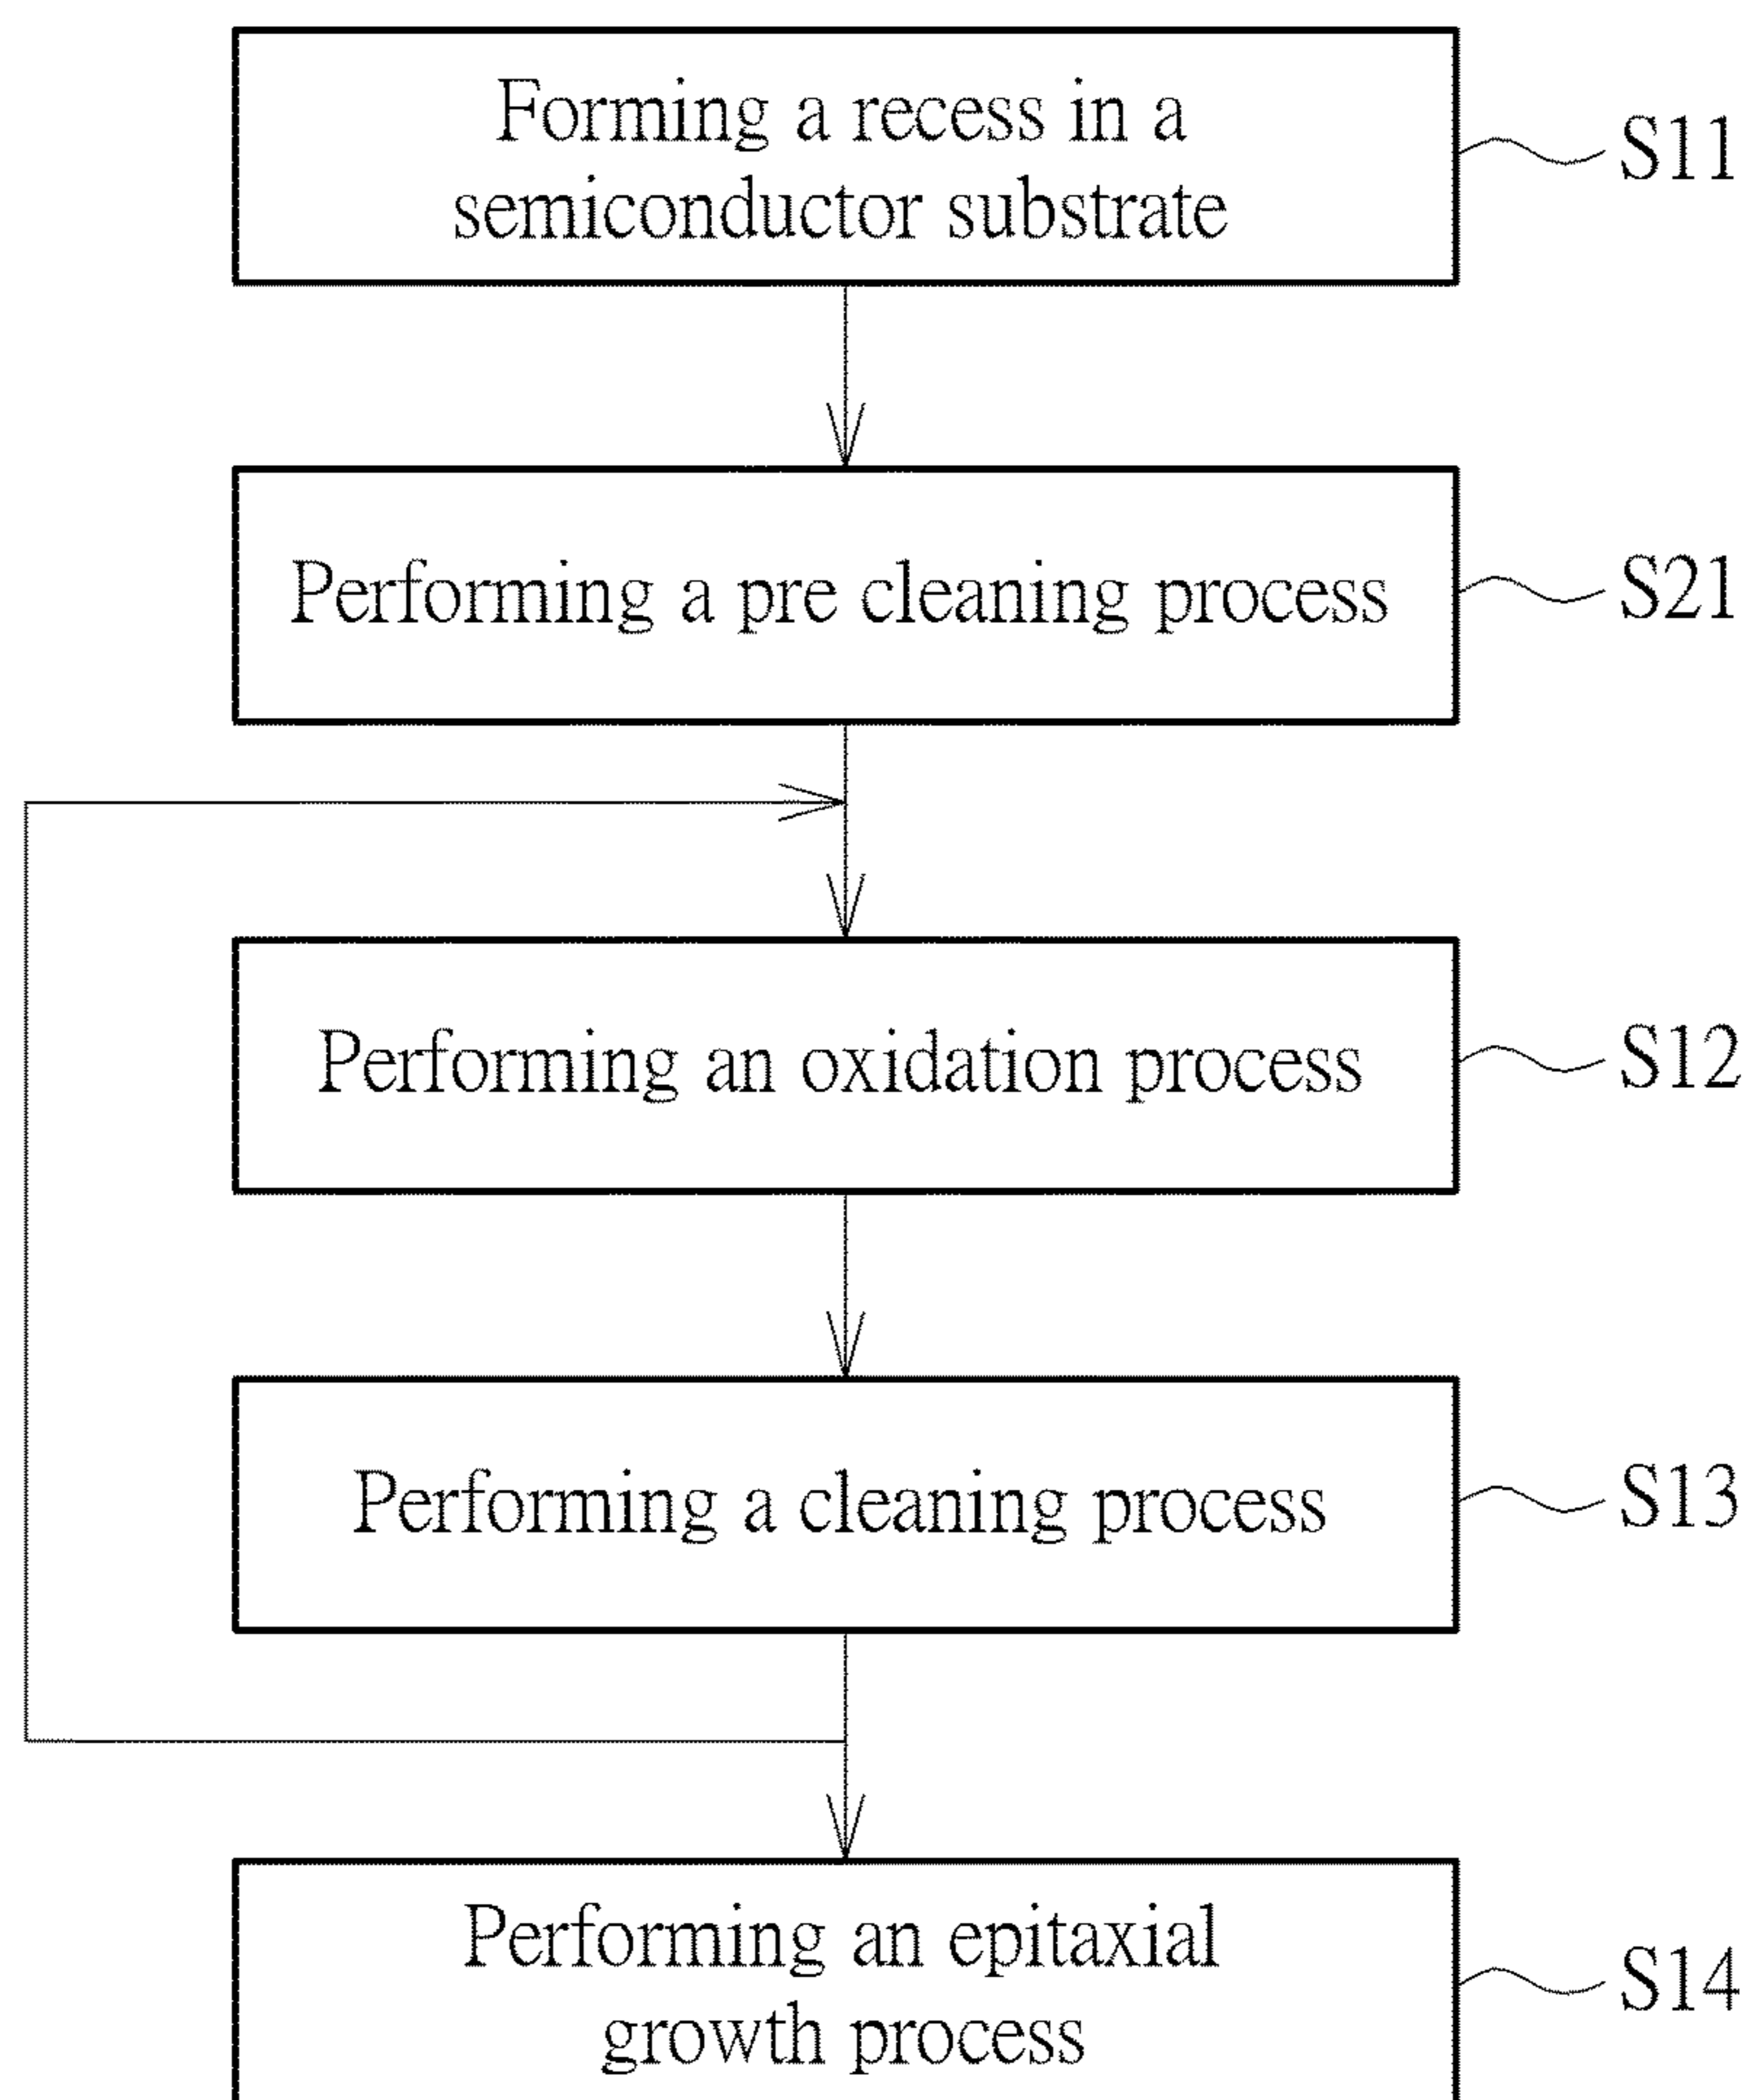 Forming a recess in a
semiconductor substrate
S11
Performing a pre cleaning process
S21
Performing an oxidation process
S12
Performing a cleaning process
S13
Performing an epitaxial
growth process
S14